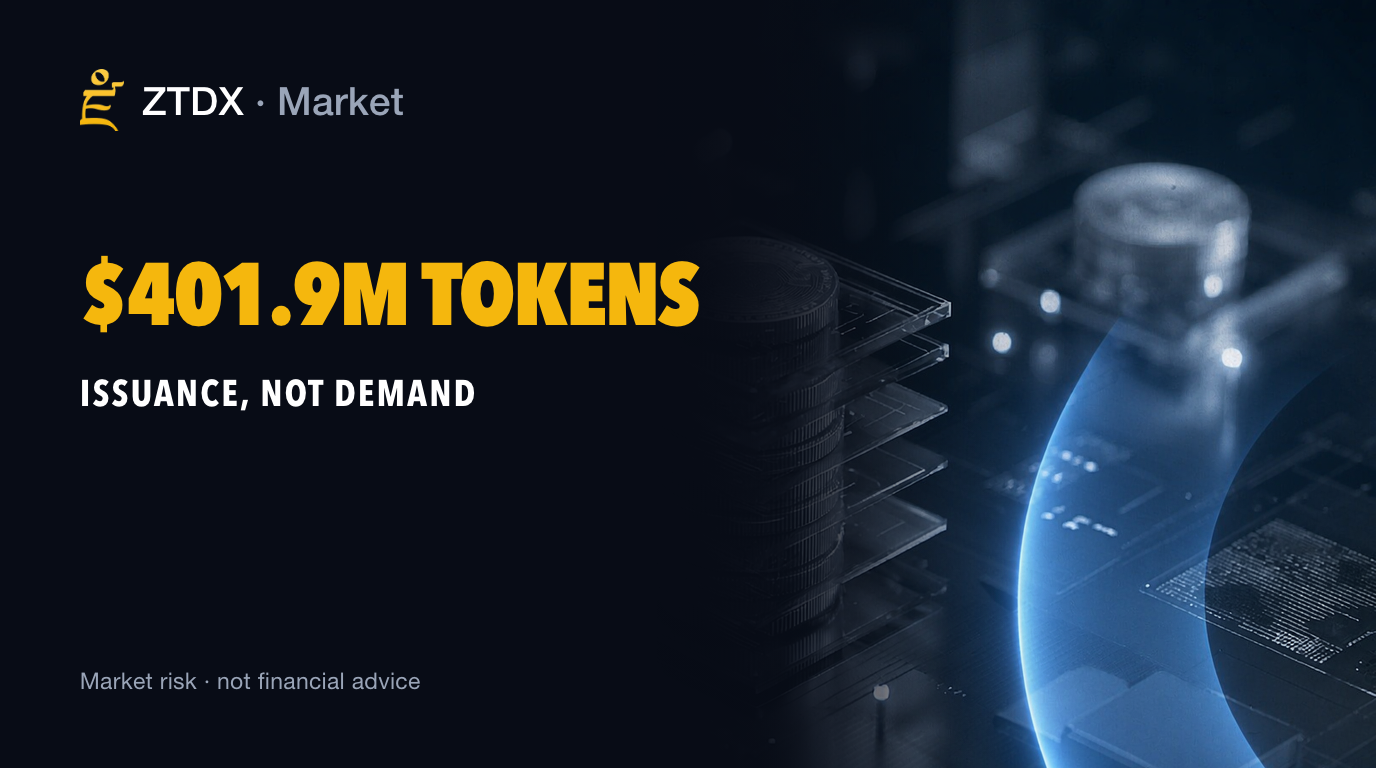 ZTDX · Market
$401.9M TOKENS
ISSUANCE, NOT DEMAND
Market risk · not financial advice